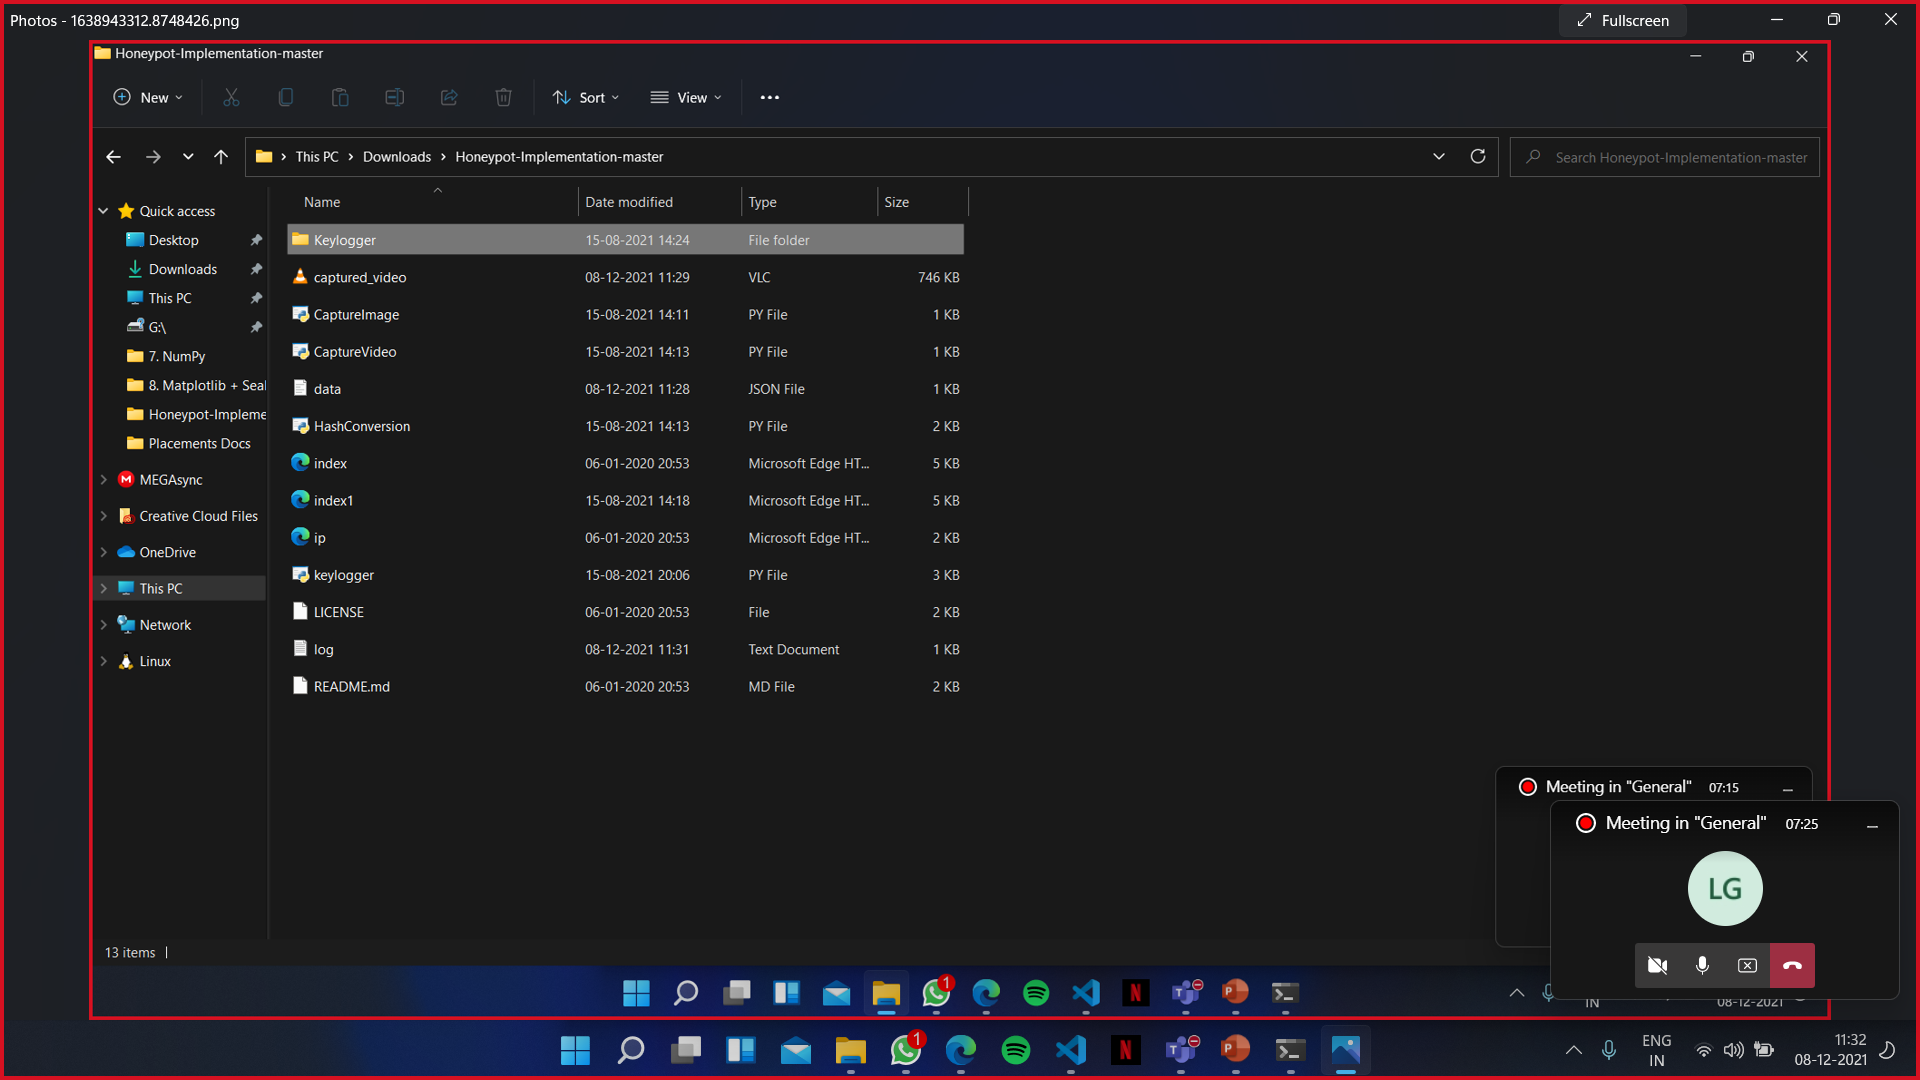 Photos - 1638943312.8748426.png
Fullscreen
Honeypot-Implementation-master
New
Sort
View
This PC > Downloads > Honeypot-Implementation-master
Search Honeypot-Implementation-master
Name Date modified Type Size
Quick access
Desktop
Downloads
This PC
G:\
7. NumPy
8. Matplotlib + Seal
Honeypot-Impleme
Placements Docs
MEGAsync
Creative Cloud Files
OneDrive
This PC
Network
Linux
Keylogger 15-08-2021 14:24 File folder
captured_video 08-12-2021 11:29 VLC 746 KB
CaptureImage 15-08-2021 14:11 PY File 1 KB
CaptureVideo 15-08-2021 14:13 PY File 1 KB
data 08-12-2021 11:28 JSON File 1 KB
HashConversion 15-08-2021 14:13 PY File 2 KB
index 06-01-2020 20:53 Microsoft Edge HT... 5 KB
index1 15-08-2021 14:18 Microsoft Edge HT... 5 KB
ip 06-01-2020 20:53 Microsoft Edge HT... 2 KB
keylogger 15-08-2021 20:06 PY File 3 KB
LICENSE 06-01-2020 20:53 File 2 KB
log 08-12-2021 11:31 Text Document 1 KB
README.md 06-01-2020 20:53 MD File 2 KB
Meeting in "General" 07:15
Meeting in "General" 07:25
LG
13 items
1
IN
08-12-2021
1
ENG
IN
11:32
08-12-2021